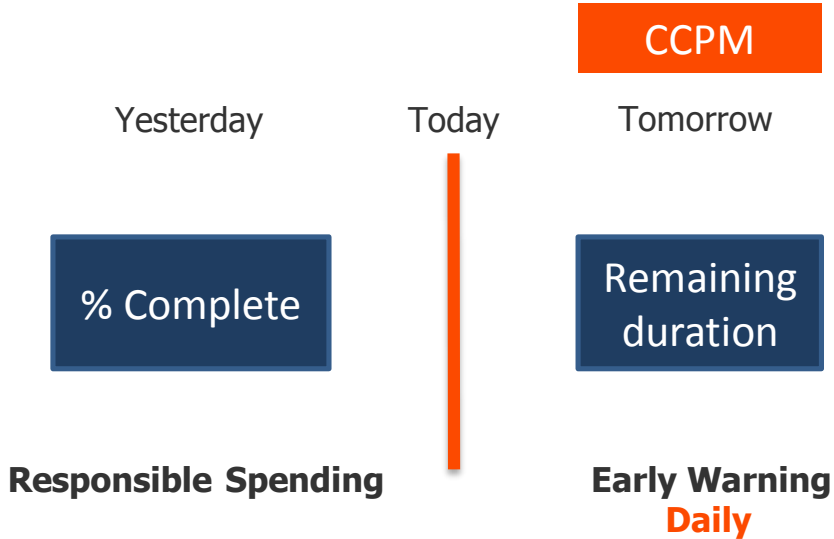 CCPM
Yesterday
Today
Tomorrow
% Complete
Remaining
duration
Responsible Spending
Early Warning
Daily